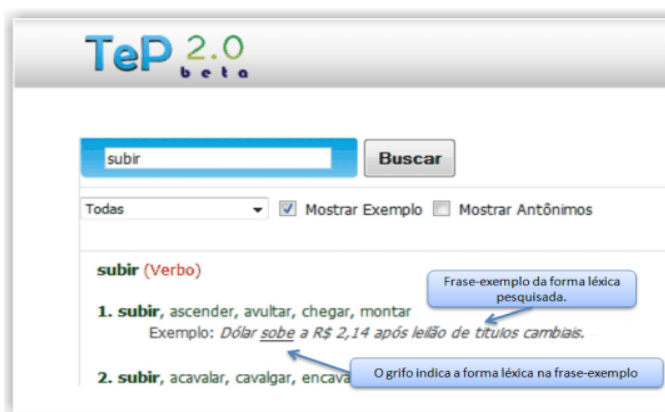 TeP 2.0
beta
subir
Buscar
Todas
Mostrar Exemplo
Mostrar Antônimos
subir (Verbo)
Frase-exemplo da forma léxica
pesquisada.
1. subir, ascender, avultar, chegar, montar
Exemplo: Dólar sobe a R$ 2,14 após leilão de títulos cambiais.
O grifo indica a forma léxica na frase-exemplo
2. subir, acavalar, cavalgar, encava